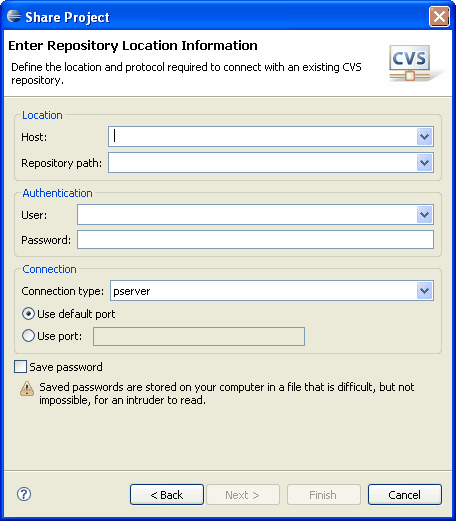 Share Project
Enter Repository Location Information
Define the location and protocol required to connect with an existing CVS
repository.
CVS
Location
Host:
Repository path:
Authentication
User:
Password:
Connection
Connection type: pserver
Use default port
Use port:
Save password
Saved passwords are stored on your computer in a file that is difficult, but not
impossible, for an intruder to read.
? < Back Next > Finish Cancel